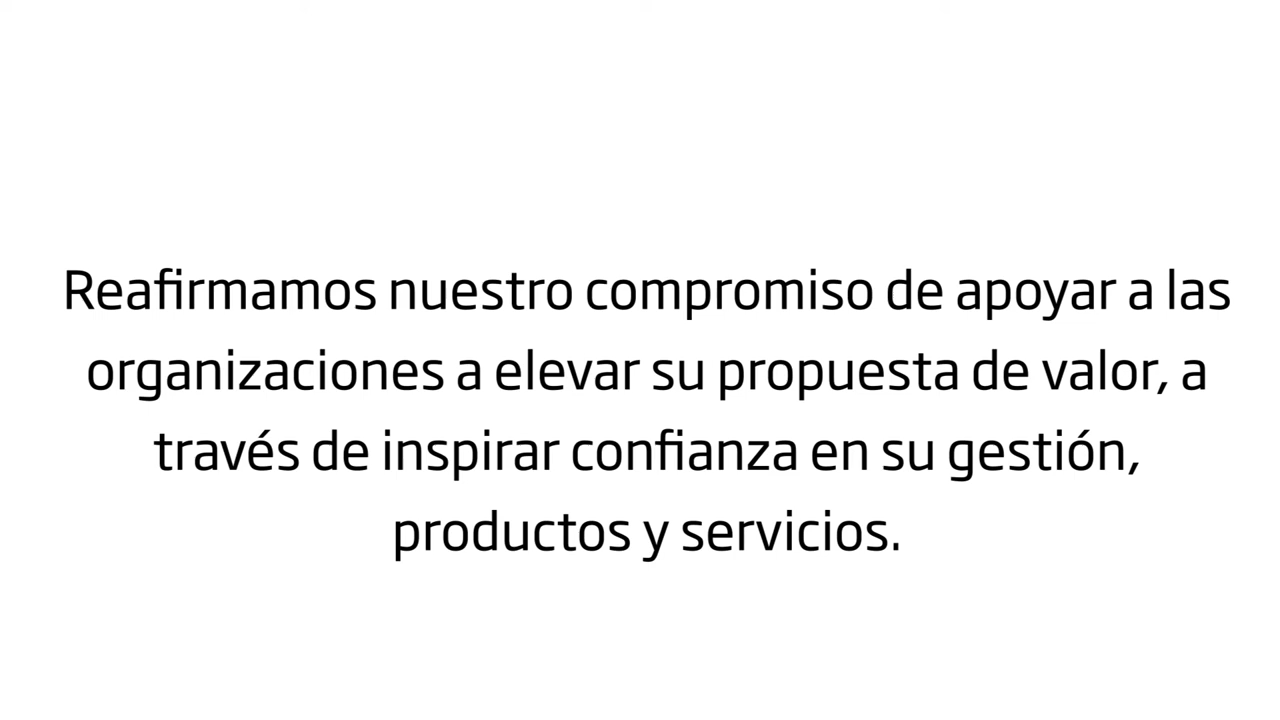 Reafirmamos nuestro compromiso de apoyar a las
organizaciones a elevar su propuesta de valor, a
través de inspirar confianza en su gestión,
productos y servicios.